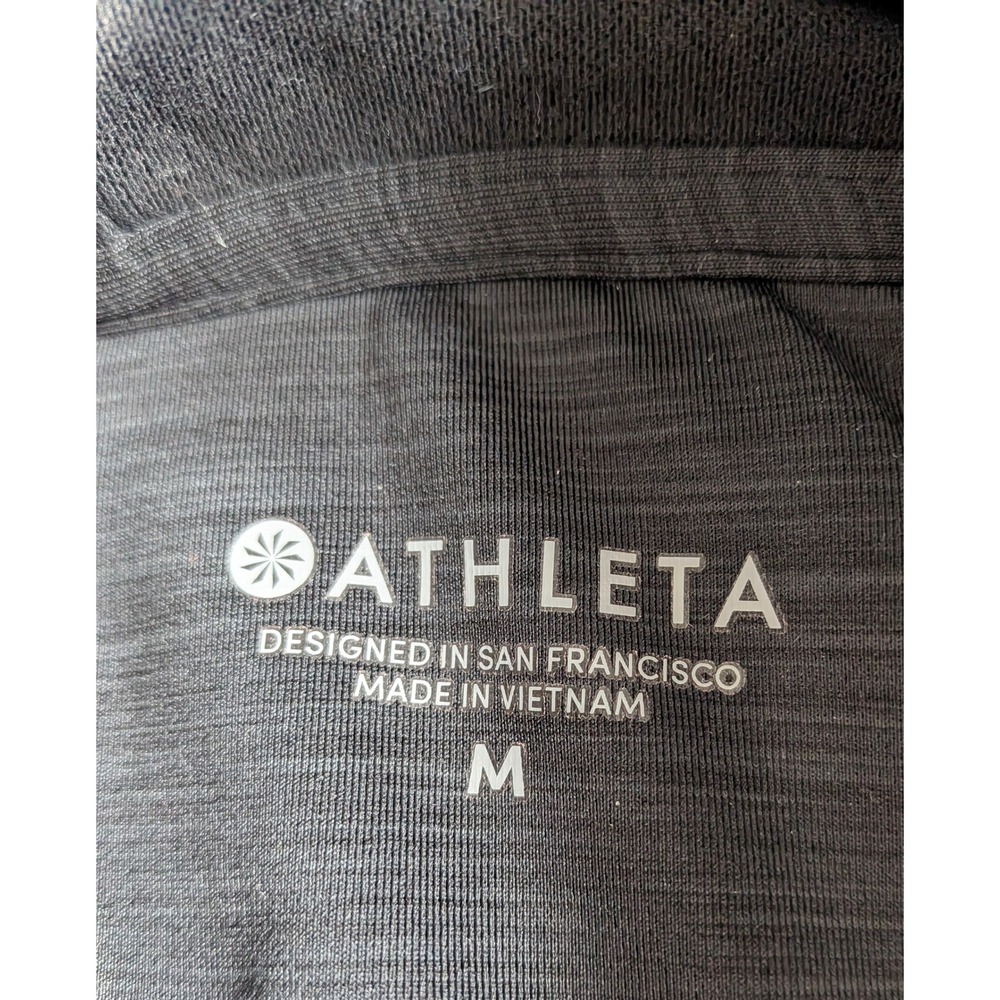 ATHLETA
DESIGNED IN SAN FRANCISCO
MADE IN VIETNAM
M